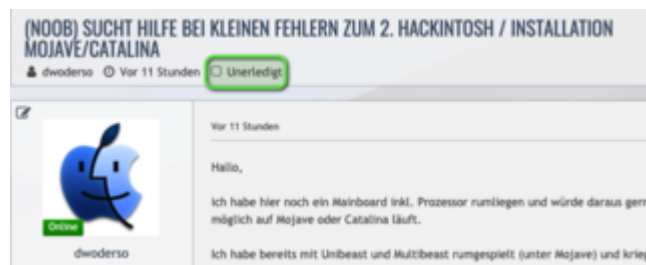 (NOOB) SUCHT HILFE BEI KLEINEN FEHLERN ZUM 2. HACKINTOSH / INSTALLATION
MOJAVE/CATALINA
dwoderso Vor 11 Stunden Unerledigt
Vor 11 Stunden
Hallo,
ich habe hier noch ein Mainboard inkl. Prozessor rumliegen und würde daraus gern
möglich auf Mojave oder Catalina läuft.
Online
dwoderso
Ich habe bereits mit Unibeast und Multibeast rumgespielt (unter Mojave) und krieg